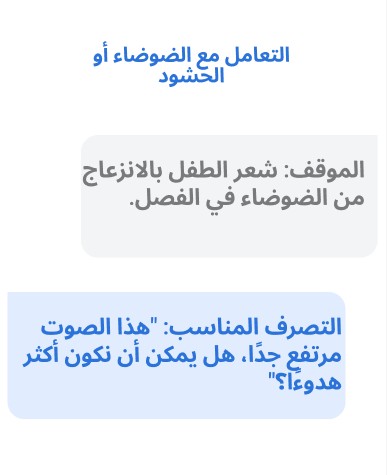 التعامل مع الضوضاء أو
الحشود
الموقف: شعر الطفل بالانزعاج
من الضوضاء في الفصل.
التصرف المناسب: "هذا الصوت
مرتفع جدًا، هل يمكن أن نكون أكثر
هدوءًا؟"